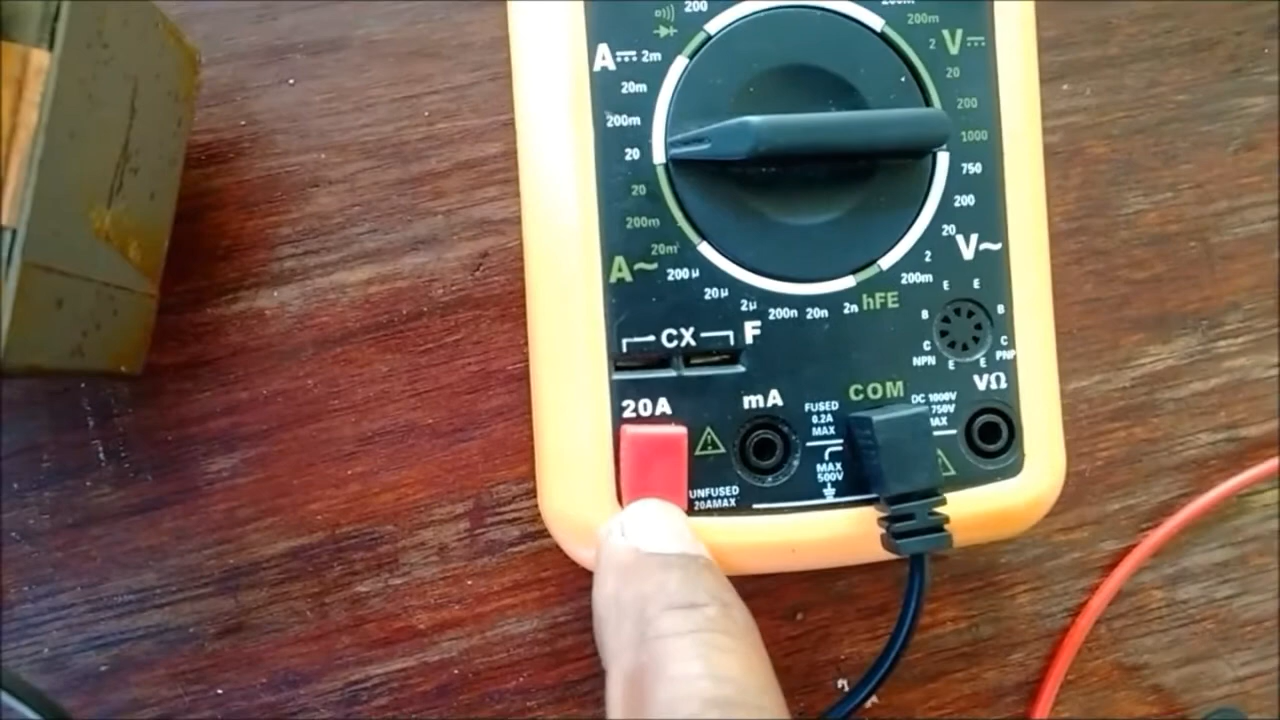 200
200m
200m
2
V
20
200
1000
A
2m
20m
200m
20
20
200m
20m
A~
200µ
20µ
2µ
200n
20n
2n
hFE
750
200
20
V~
2
200m
CX
F
E
E
B
B
C
C
NPN
PNP
E
E
20A
mA
COM
VΩ
FUSED
0.2A
MAX
DC 1000V
750V
MAX
MAX
500V
UNFUSED
20AMAX